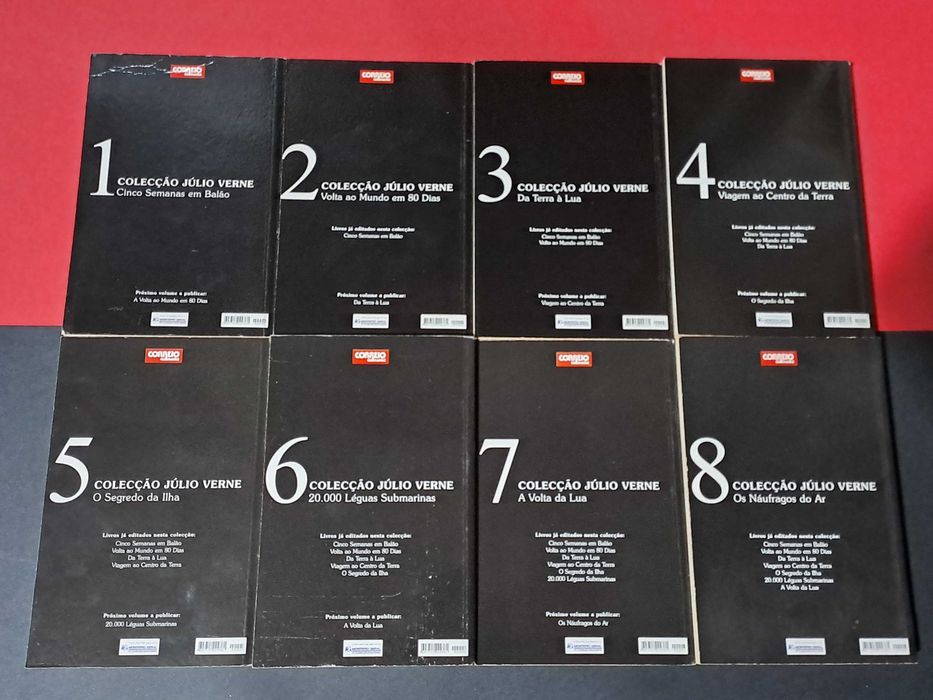 CORREIO
1
COLECÇÃO JÚLIO VERNE
Cinco Semanas em Balão
Próximo volume a publicar:
A Volta ao Mundo em 80 Dias
CORREIO
2
COLECÇÃO JÚLIO VERNE
Volta ao Mundo em 80 Dias
Livros já editados nesta colecção:
Cinco Semanas em Balão
Próximo volume a publicar:
Da Terra à Lua
CORREIO
3
COLECÇÃO JÚLIO VERNE
Da Terra à Lua
Livros já editados nesta colecção:
Cinco Semanas em Balão
Volta ao Mundo em 80 Dias
Próximo volume a publicar:
Viagem ao Centro da Terra
CORREIO
4
COLECÇÃO JÚLIO VERNE
Viagem ao Centro da Terra
Livros já editados nesta colecção:
Cinco Semanas em Balão
Volta ao Mundo em 80 Dias
Da Terra à Lua
Próximo volume a publicar:
O Segredo da Ilha
CORREIO
5
COLECÇÃO JÚLIO VERNE
O Segredo da Ilha
Livros já editados nesta colecção:
Cinco Semanas em Balão
Volta ao Mundo em 80 Dias
Da Terra à Lua
Viagem ao Centro da Terra
Próximo volume a publicar:
20.000 Léguas Submarinas
CORREIO
6
COLECÇÃO JÚLIO VERNE
20.000 Léguas Submarinas
Livros já editados nesta colecção:
Cinco Semanas em Balão
Volta ao Mundo em 80 Dias
Da Terra à Lua
Viagem ao Centro da Terra
O Segredo da Ilha
Próximo volume a publicar:
A Volta da Lua
CORREIO
7
COLECÇÃO JÚLIO VERNE
A Volta da Lua
Livros já editados nesta colecção:
Cinco Semanas em Balão
Volta ao Mundo em 80 Dias
Da Terra à Lua
Viagem ao Centro da Terra
O Segredo da Ilha
20.000 Léguas Submarinas
Próximo volume a publicar:
Os Náufragos do Ar
CORREIO
8
COLECÇÃO JÚLIO VERNE
Os Náufragos do Ar
Livros já editados nesta colecção:
Cinco Semanas em Balão
Volta ao Mundo em 80 Dias
Da Terra à Lua
Viagem ao Centro da Terra
O Segredo da Ilha
20.000 Léguas Submarinas
A Volta da Lua